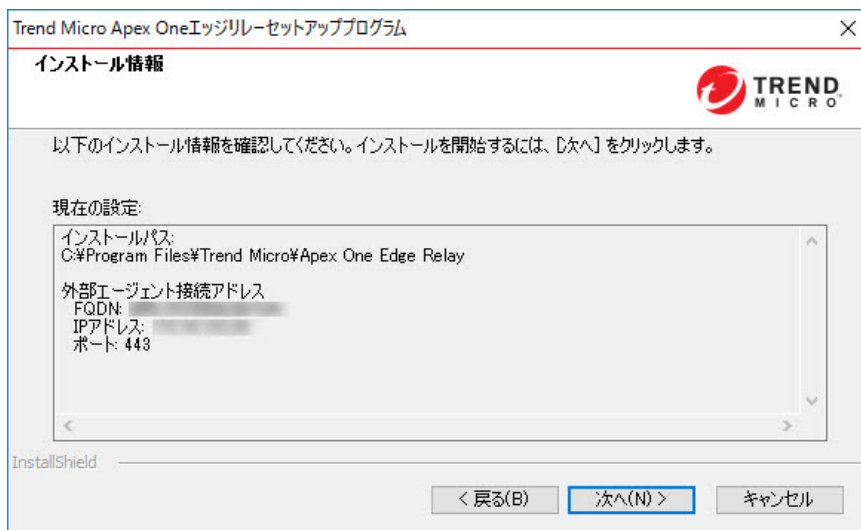 Trend Micro Apex Oneエッジリレーセットアッププログラム
インストール情報
TREND
MICRO
以下のインストール情報を確認してください。インストールを開始するには、[次へ] をクリックします。
現在の設定:
インストールパス:
C:¥Program Files¥Trend Micro¥Apex One Edge Relay
外部エージェント接続アドレス
FQDN:
IPアドレス:
ポート: 443
InstallShield
< 戻る(B)
次へ(N) >
キャンセル